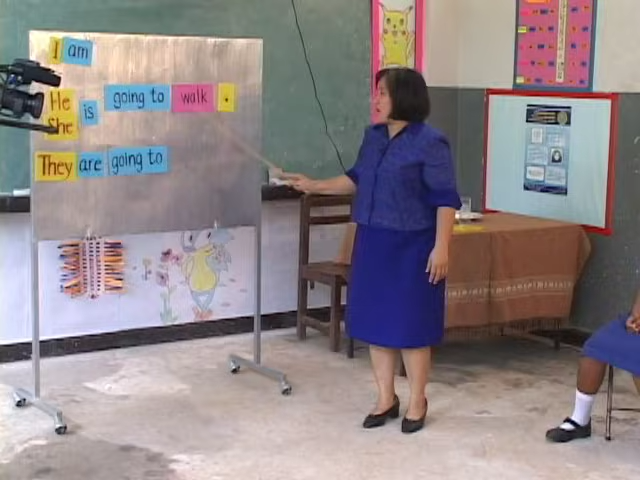 I am
He
She is going to walk .
They are going to